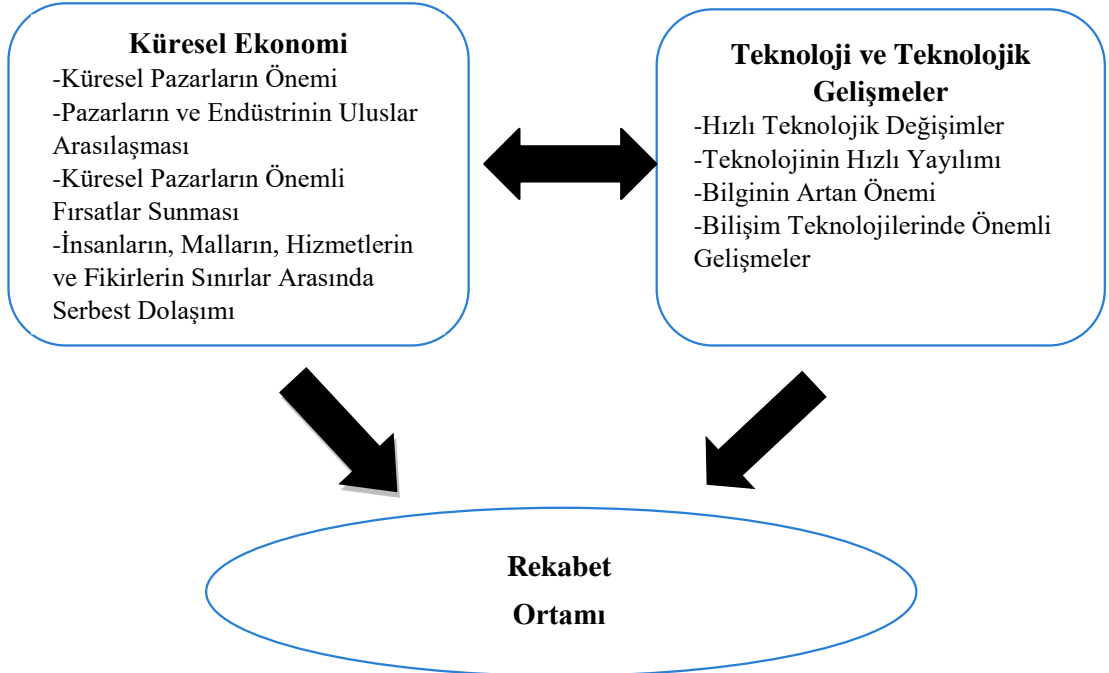 Küresel Ekonomi
-Küresel Pazarların Önemi
-Pazarların ve Endüstrinin Uluslar
Arasılaşması
-Küresel Pazarların Önemli
Fırsatlar Sunması
-İnsanların, Malların, Hizmetlerin
ve Fikirlerin Sınırlar Arasında
Serbest Dolaşımı
Teknoloji ve Teknolojik
Gelişmeler
-Hızlı Teknolojik Değişimler
-Teknolojinin Hızlı Yayılımı
-Bilginin Artan Önemi
-Bilişim Teknolojilerinde Önemli
Gelişmeler
Rekabet
Ortamı